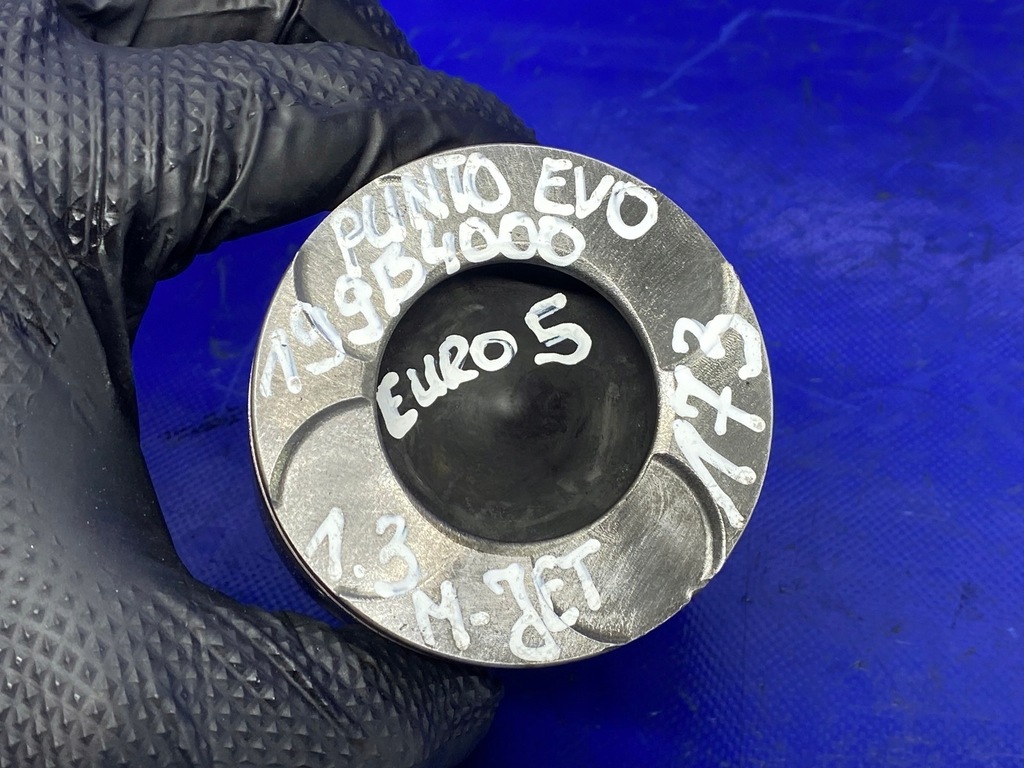 PUNTO EVO
199B4000
EURO 5
173
1.3
M-JET